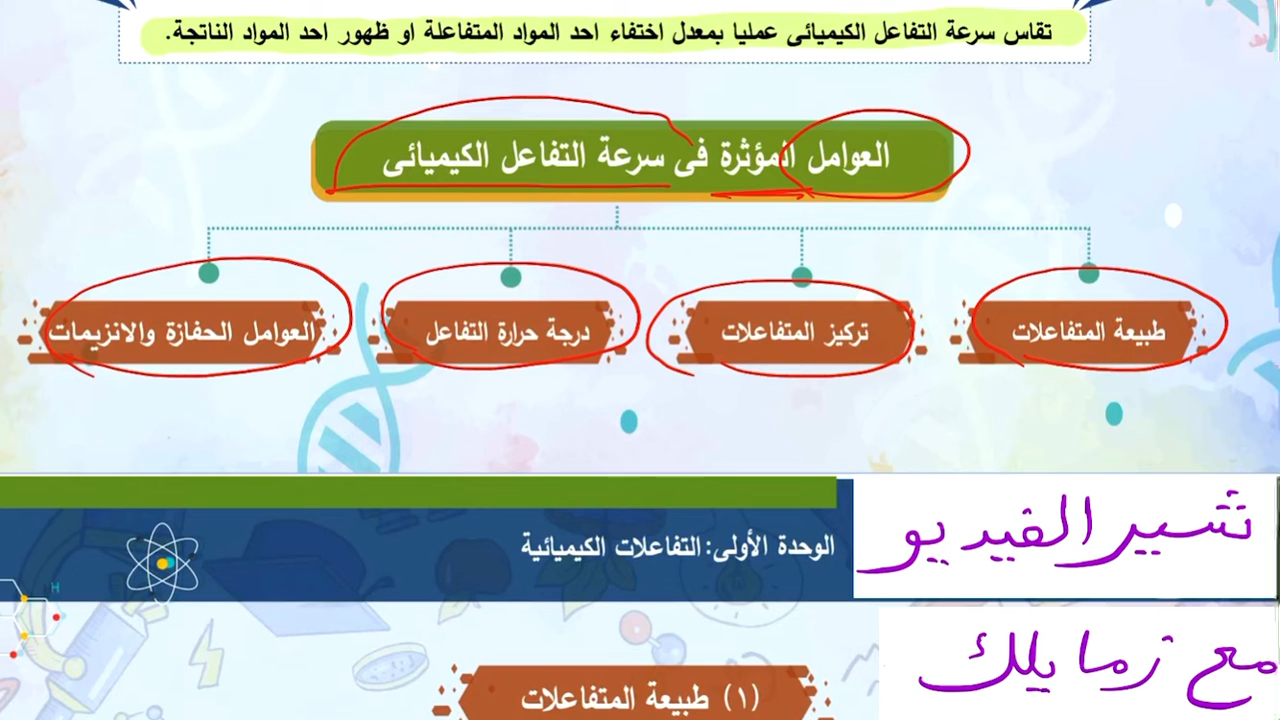 تقاس سرعة التفاعل الكيميائى عمليا بمعدل اختفاء احد المواد المتفاعلة او ظهور احد المواد الناتجة.
العوامل المؤثرة فى سرعة التفاعل الكيميائى
طبيعة المتفاعلات
تركيز المتفاعلات
درجة حرارة التفاعل
العوامل الحفازة والانزيمات
الوحدة الأولى: التفاعلات الكيميائية
تشير الفيديو
مع زمايلك
H
(١) طبيعة المتفاعلات